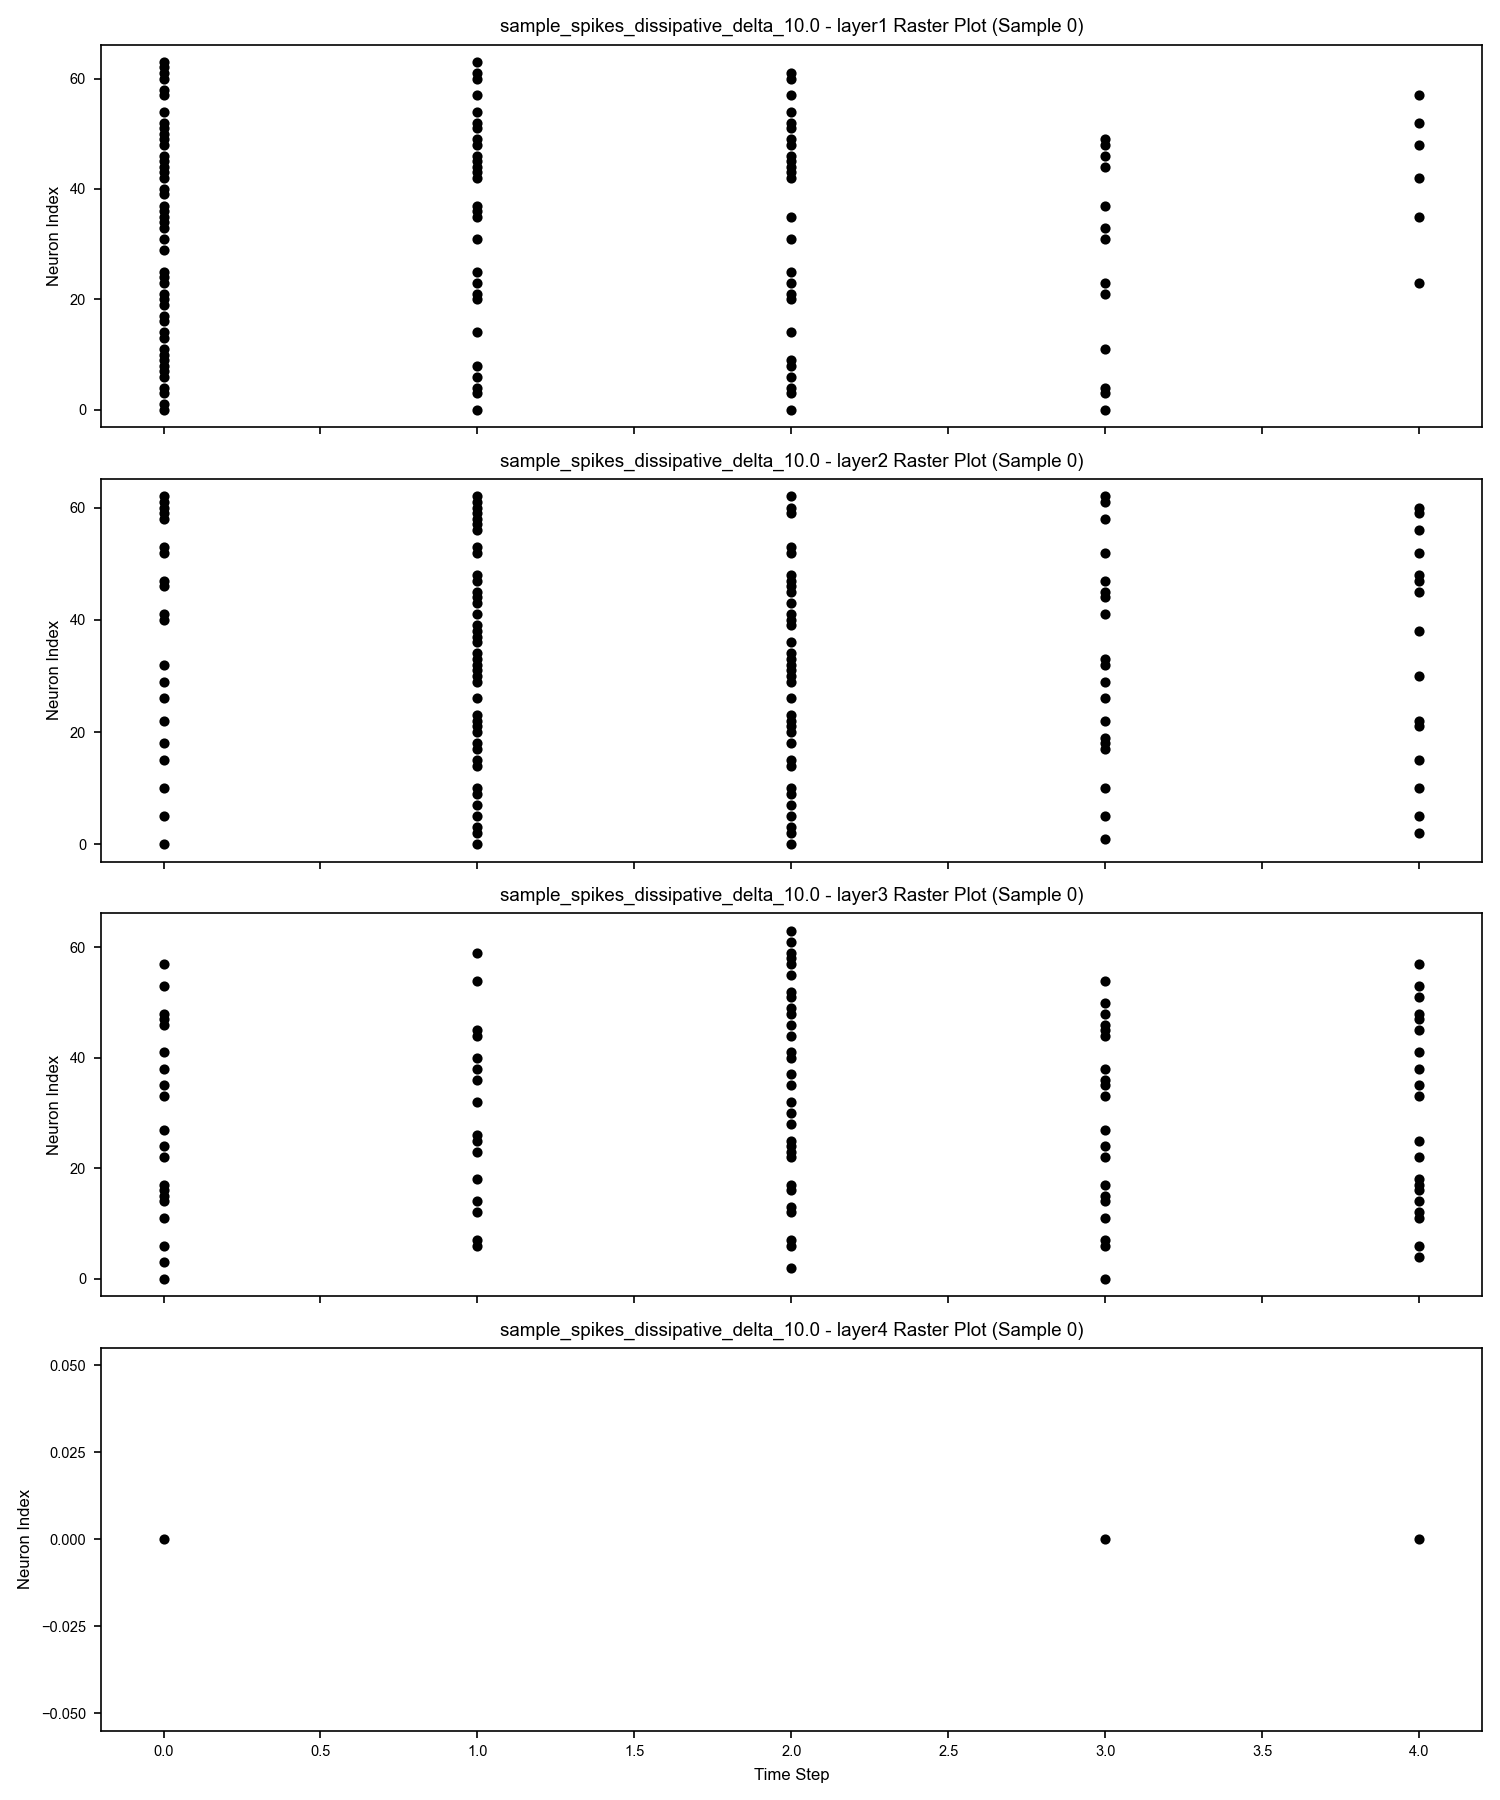 sample_spikes_dissipative_delta_10.0 - layer1 Raster Plot (Sample 0)
60
40
20
0
Neuron Index
sample_spikes_dissipative_delta_10.0 - layer2 Raster Plot (Sample 0)
60
40
20
0
Neuron Index
sample_spikes_dissipative_delta_10.0 - layer3 Raster Plot (Sample 0)
60
40
20
0
Neuron Index
sample_spikes_dissipative_delta_10.0 - layer4 Raster Plot (Sample 0)
0.050
0.025
0.000
−0.025
−0.050
Neuron Index
0.0 0.5 1.0 1.5 2.0 2.5 3.0 3.5 4.0
Time Step